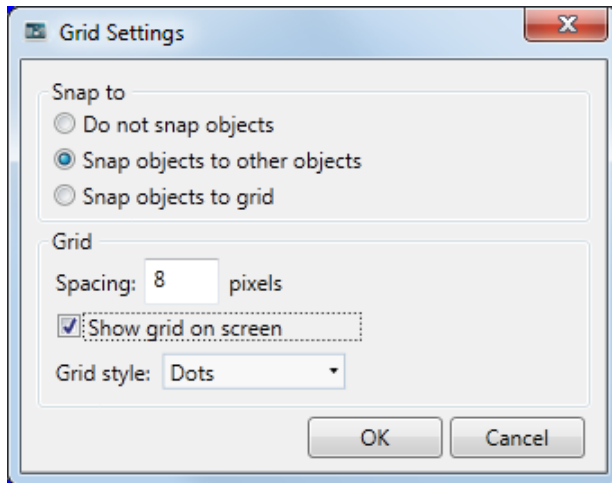 Grid Settings
Snap to
Do not snap objects
Snap objects to other objects
Snap objects to grid
Grid
Spacing: 8 pixels
Show grid on screen
Grid style: Dots
OK Cancel